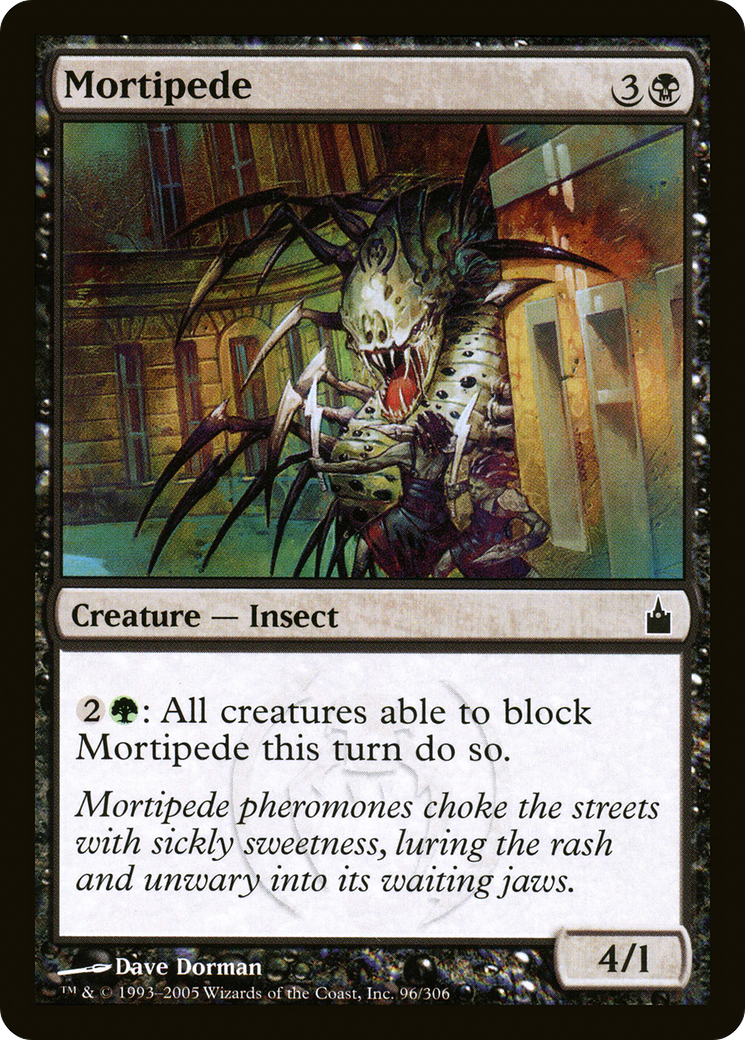 Mortipede 3
Creature — Insect
2: All creatures able to block
Mortipede this turn do so.
Mortipede pheromones choke the streets
with sickly sweetness, luring the rash
and unwary into its waiting jaws.
4/1
Dave Dorman
™ & © 1993–2005 Wizards of the Coast, Inc. 96/306